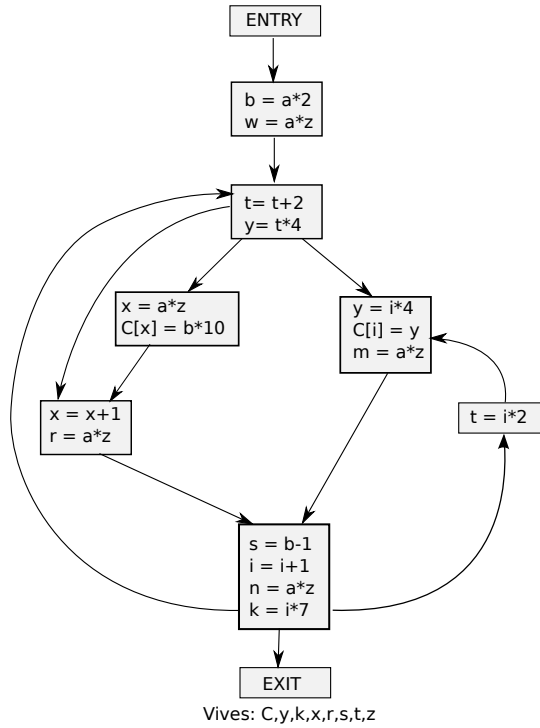 ENTRY
b = a*2
w = a*z
t= t+2
y= t*4
x = a*z
C[x] = b*10
y = i*4
C[i] = y
m = a*z
x = x+1
r = a*z
t = i*2
s = b-1
i = i+1
n = a*z
k = i*7
EXIT
Vives: C,y,k,x,r,s,t,z